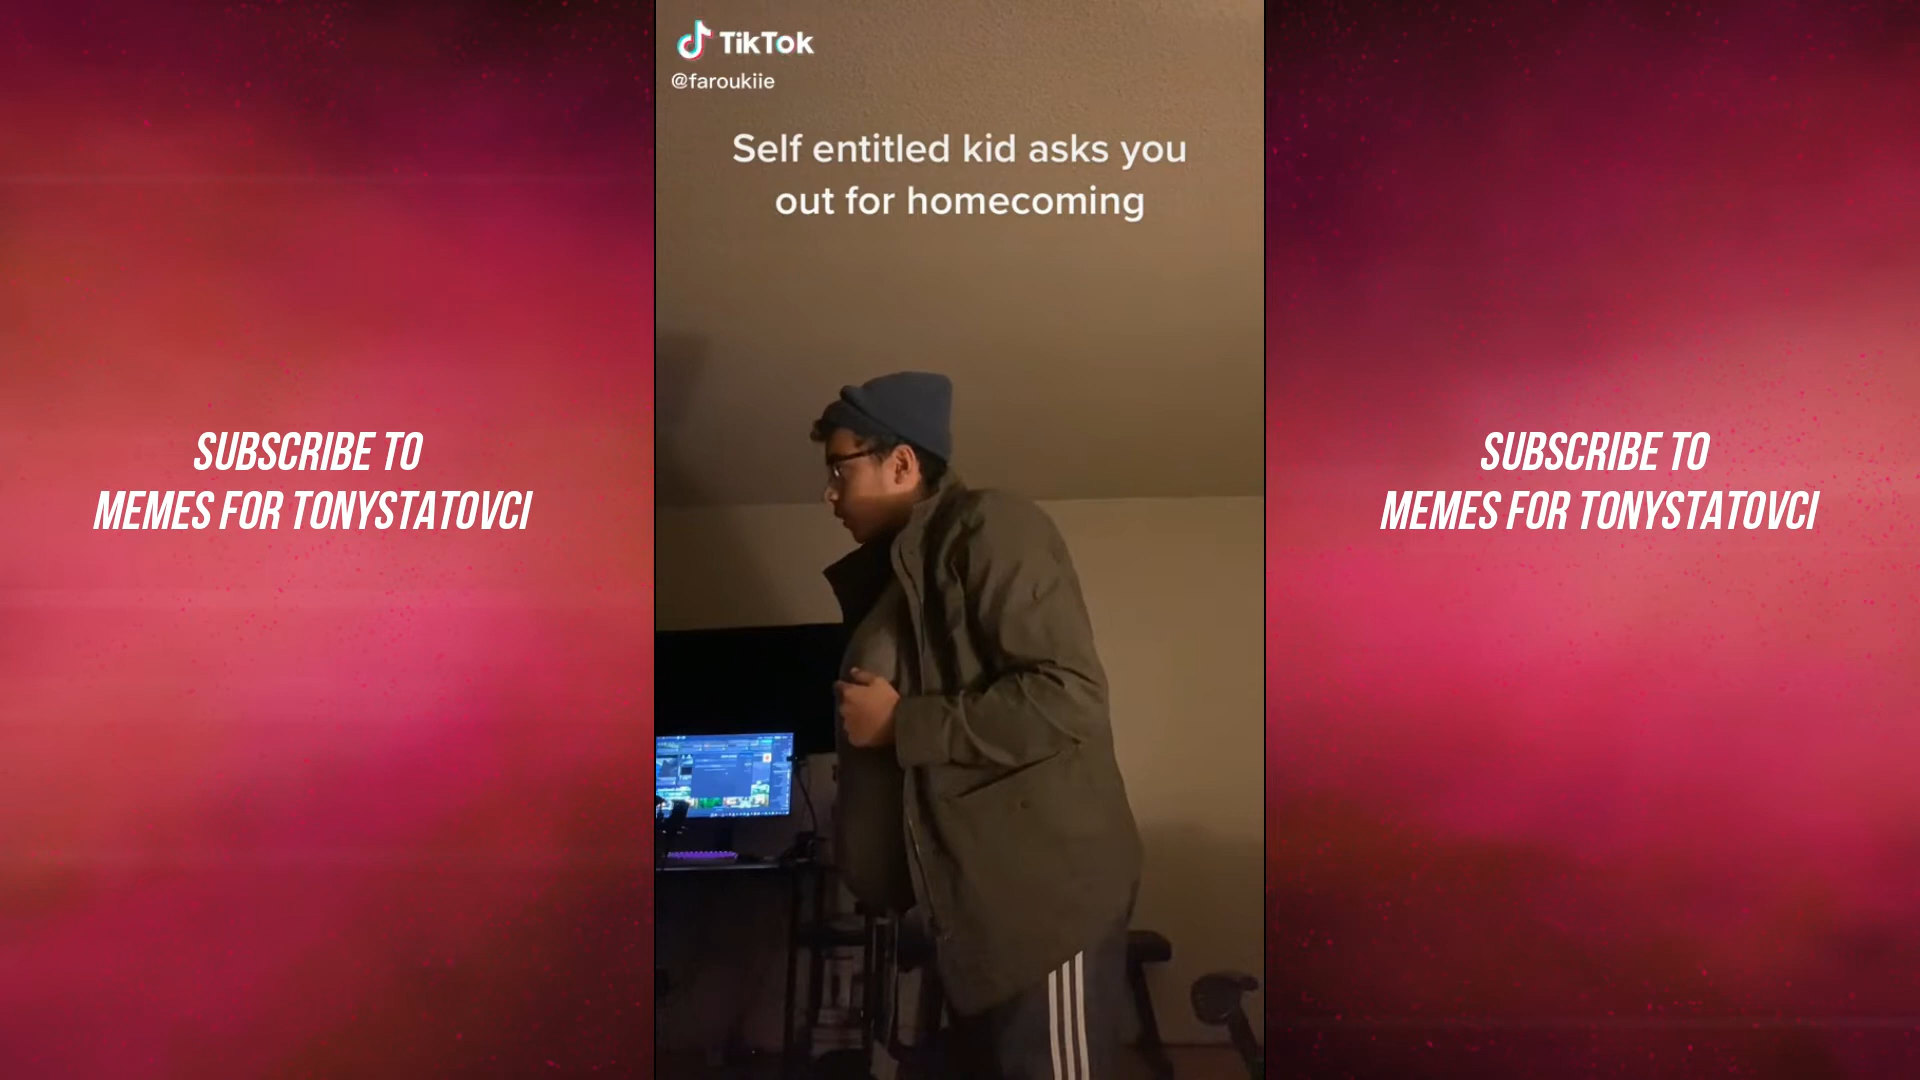 TikTok
@faroukiie
Self entitled kid asks you
out for homecoming
SUBSCRIBE TO
MEMES FOR TONYSTATOVCI
SUBSCRIBE TO
MEMES FOR TONYSTATOVCI